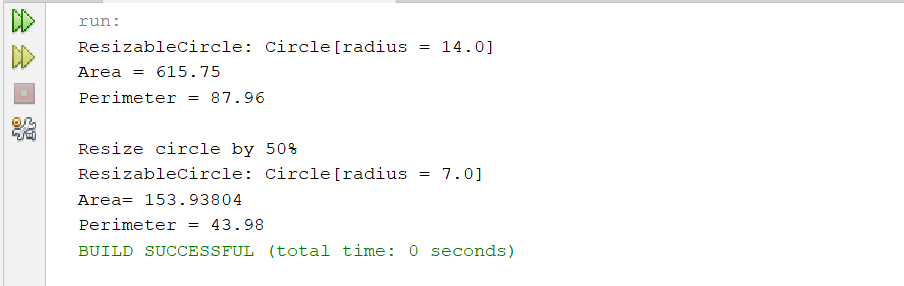 run:
ResizableCircle: Circle[radius = 14.0]
Area = 615.75
Perimeter = 87.96

Resize circle by 50%
ResizableCircle: Circle[radius = 7.0]
Area= 153.93804
Perimeter = 43.98
BUILD SUCCESSFUL (total time: 0 seconds)